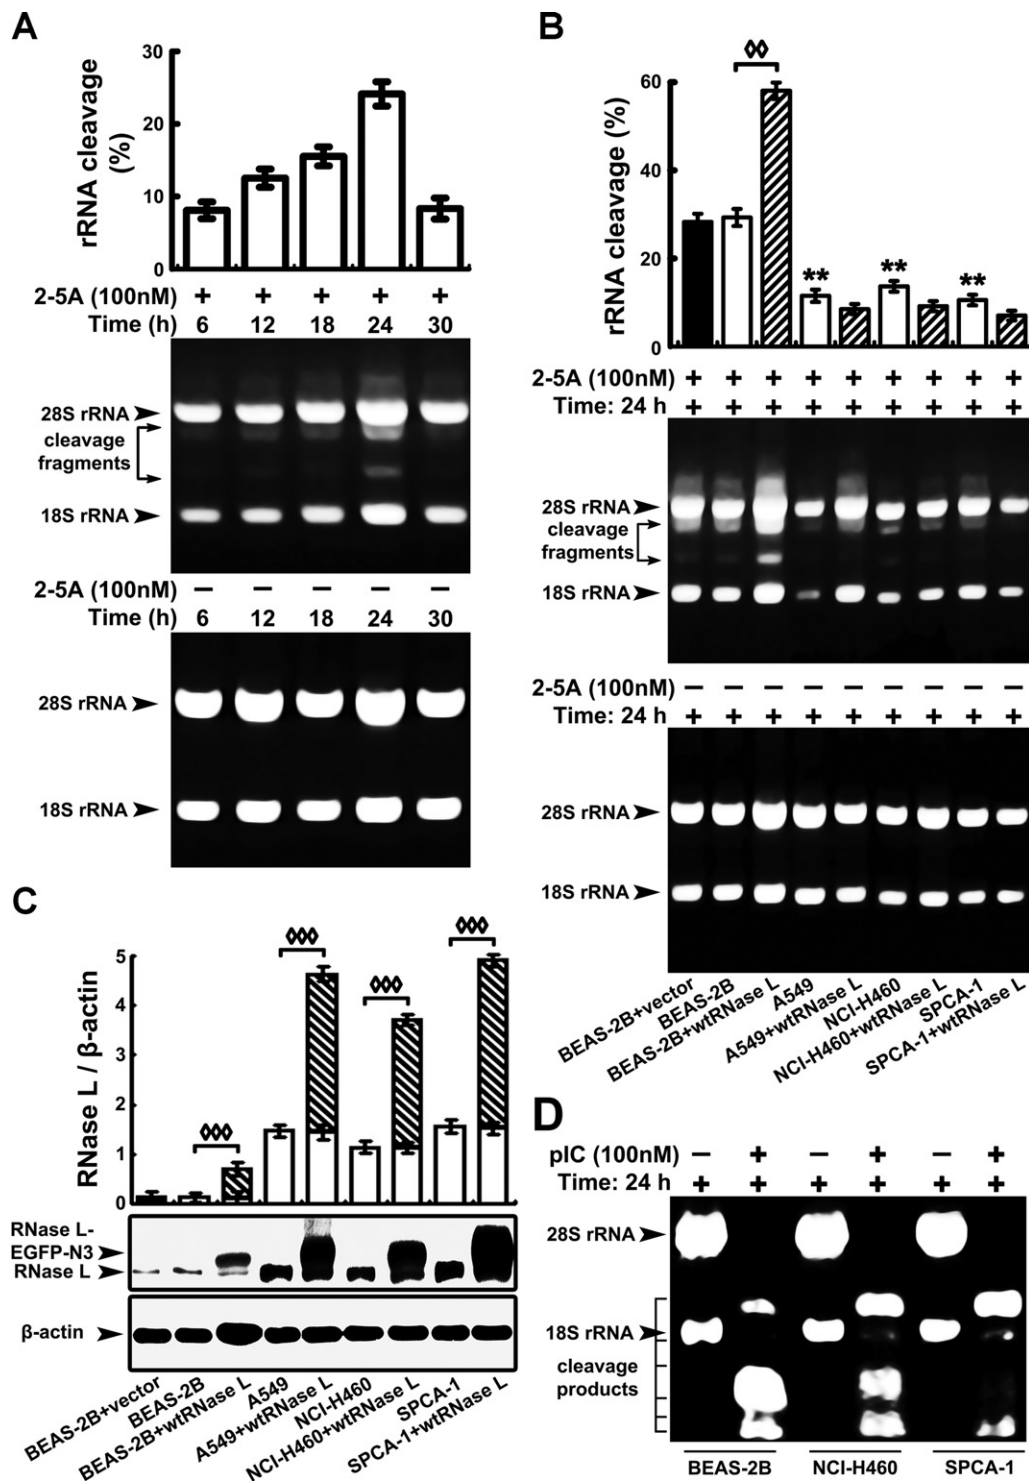 A
30
20
10
0
rRNA cleavage
(%)
2-5A (100nM) + + + + +
Time (h) 6 12 18 24 30
28S rRNA
cleavage
fragments
18S rRNA
2-5A (100nM) – – – – –
Time (h) 6 12 18 24 30
28S rRNA
18S rRNA
B
◊◊
60
40
20
0
rRNA cleavage (%)
** ** **
2-5A (100nM) + + + + + + + + +
Time: 24 h + + + + + + + + +
28S rRNA
cleavage
fragments
18S rRNA
2-5A (100nM) – – – – – – – – –
Time: 24 h + + + + + + + + +
28S rRNA
18S rRNA
BEAS-2B+vector
BEAS-2B
BEAS-2B+wtRNase L
A549
A549+wtRNase L
NCI-H460
NCI-H460+wtRNase L
SPCA-1
SPCA-1+wtRNase L
C
◊◊◊ ◊◊◊ ◊◊◊ ◊◊◊
5
4
3
2
1
0
RNase L / β-actin
RNase L-
EGFP-N3
RNase L
β-actin
BEAS-2B+vector
BEAS-2B
BEAS-2B+wtRNase L
A549
A549+wtRNase L
NCI-H460
NCI-H460+wtRNase L
SPCA-1
SPCA-1+wtRNase L
D
pIC (100nM) – + – + – +
Time: 24 h + + + + + +
28S rRNA
18S rRNA
cleavage
products
BEAS-2B NCI-H460 SPCA-1